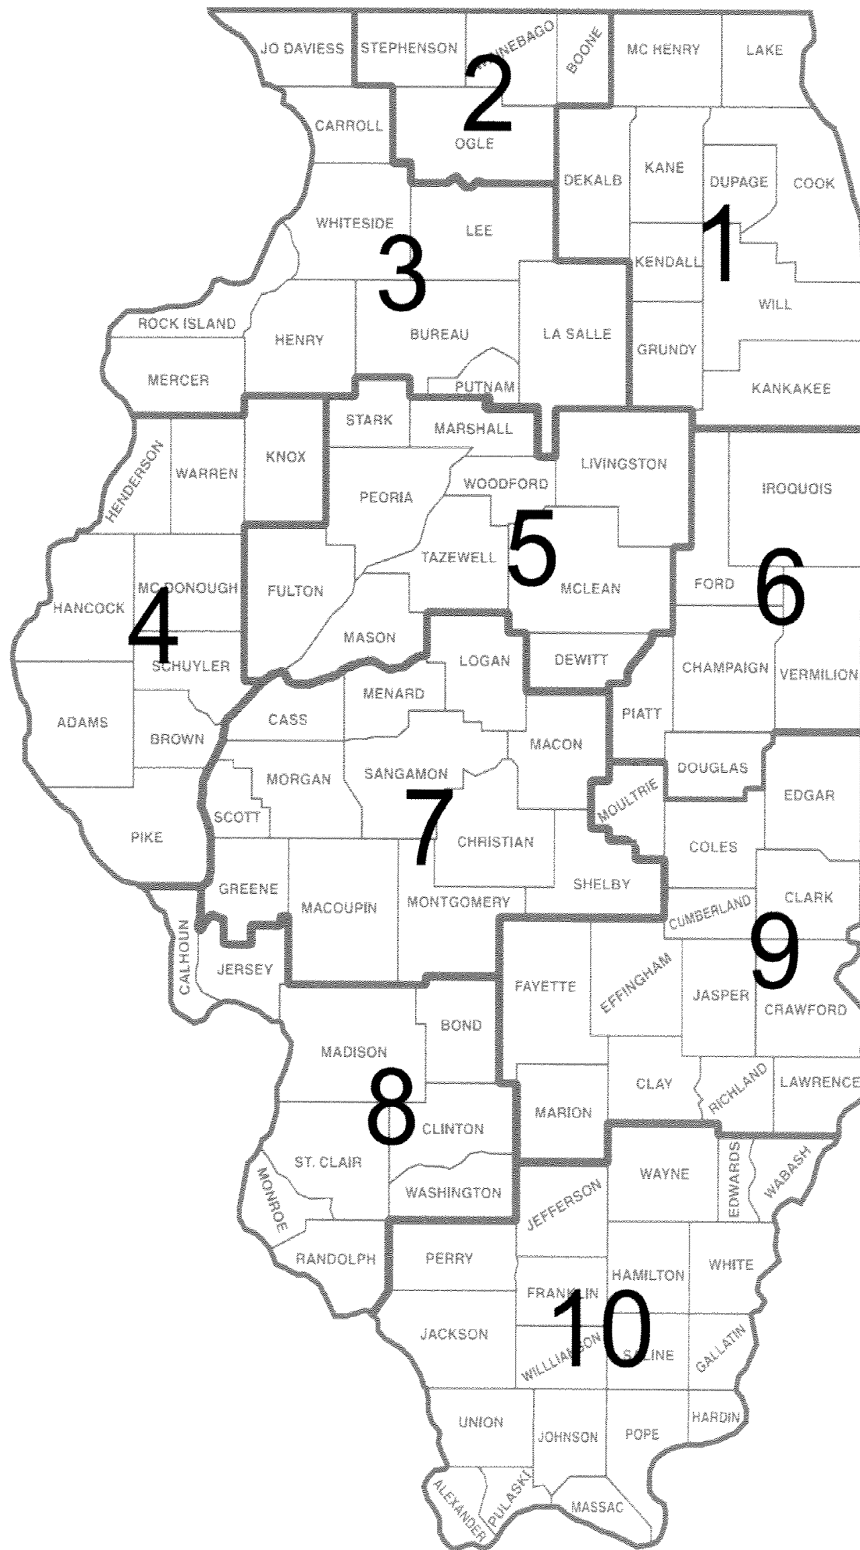 JO DAVIESS
STEPHENSON
WINNEBAGO
BOONE
MC HENRY
LAKE
2
CARROLL
OGLE
DEKALB
KANE
DUPAGE
COOK
WHITESIDE
LEE
3
KENDALL
1
ROCK ISLAND
HENRY
BUREAU
LA SALLE
WILL
GRUNDY
MERCER
PUTNAM
KANKAKEE
STARK
MARSHALL
HENDERSON
WARREN
KNOX
LIVINGSTON
PEORIA
WOODFORD
IROQUOIS
5
TAZEWELL
MCLEAN
FORD
6
HANCOCK
MC DONOUGH
4
FULTON
MASON
SCHUYLER
LOGAN
DEWITT
CHAMPAIGN
VERMILION
MENARD
ADAMS
BROWN
CASS
PIATT
MACON
MORGAN
SANGAMON
DOUGLAS
MOULTRIE
EDGAR
7
SCOTT
PIKE
CHRISTIAN
COLES
GREENE
MACOUPIN
MONTGOMERY
SHELBY
CUMBERLAND
CLARK
9
CALHOUN
JERSEY
FAYETTE
EFFINGHAM
JASPER
CRAWFORD
MADISON
BOND
CLAY
RICHLAND
LAWRENCE
8
CLINTON
MARION
ST. CLAIR
MONROE
WASHINGTON
JEFFERSON
WAYNE
EDWARDS
WABASH
RANDOLPH
PERRY
FRANKLIN
HAMILTON
WHITE
10
JACKSON
WILLLIAMSON
SALINE
GALLATIN
UNION
JOHNSON
POPE
HARDIN
ALEXANDER
PULASKI
MASSAC